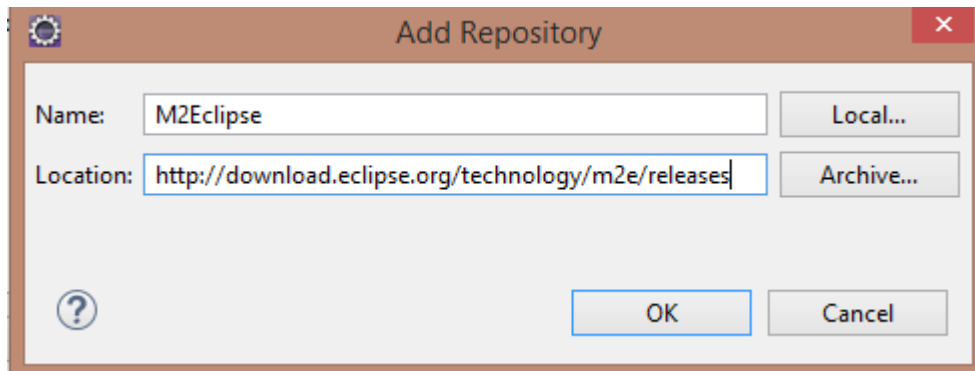 Add Repository
Name: M2Eclipse Local...
Location: http://download.eclipse.org/technology/m2e/releases Archive...
? OK Cancel